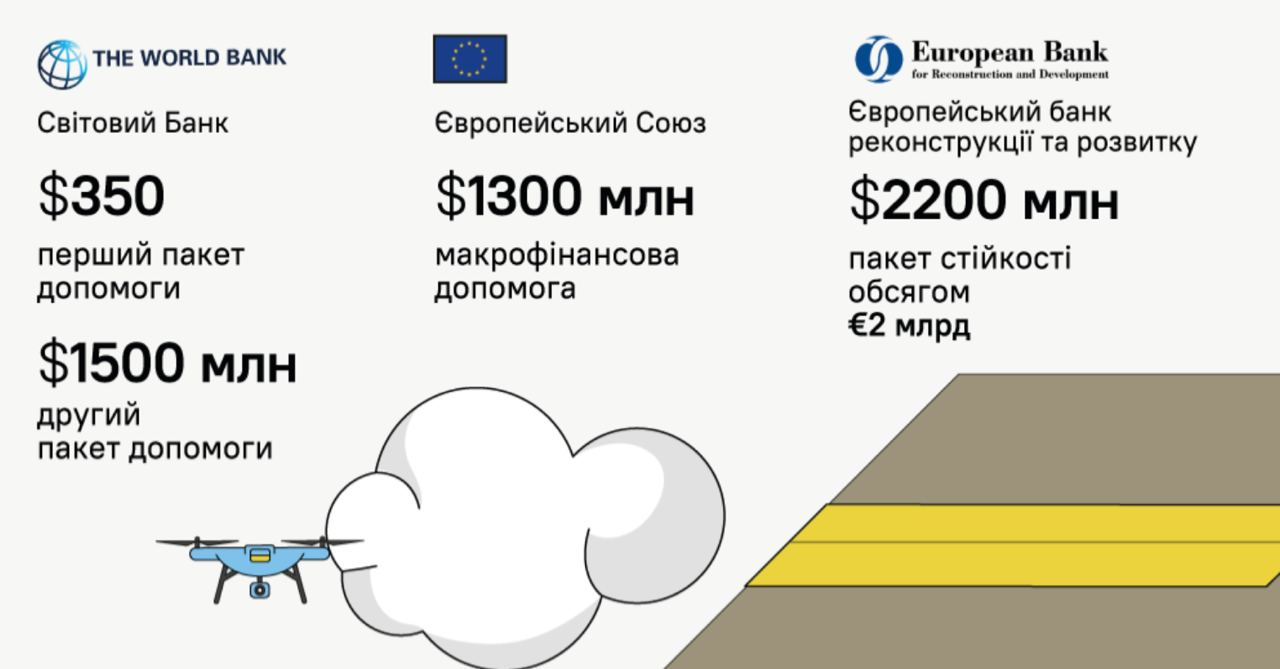 THE WORLD BANK
Світовий Банк
$350
перший пакет
допомоги
$1500 млн
другий
пакет допомоги
Європейський Союз
$1300 млн
макрофінансова
допомога
European Bank
for Reconstruction and Development
Європейський банк
реконструкції та розвитку
$2200 млн
пакет стійкості
обсягом
€2 млрд